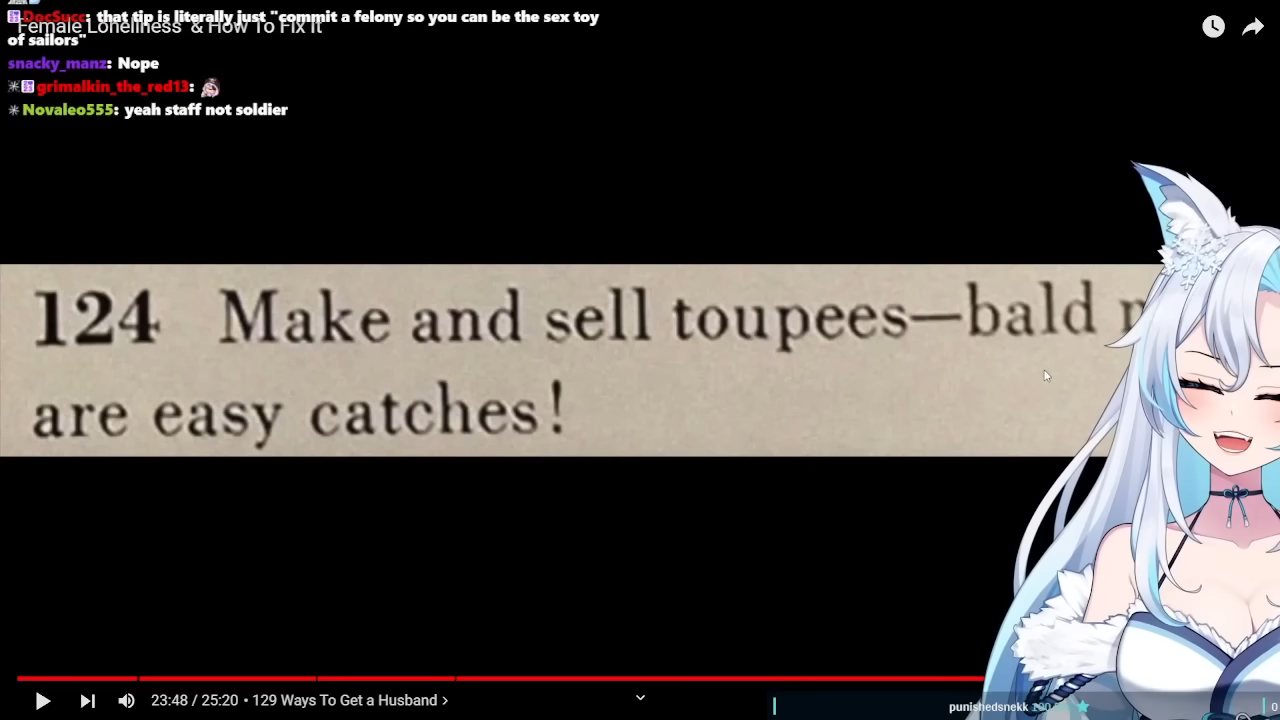 DocSucc: that tip is literally just "commit a felony so you can be the sex toy
of sailors"
Female Loneliness & How To Fix It
snacky_manz: Nope
grimalkin_the_red13:
Novaleo555: yeah staff not soldier
124 Make and sell toupees—bald
are easy catches!
23:48 / 25:20 • 129 Ways To Get a Husband
punishedsnekk
0